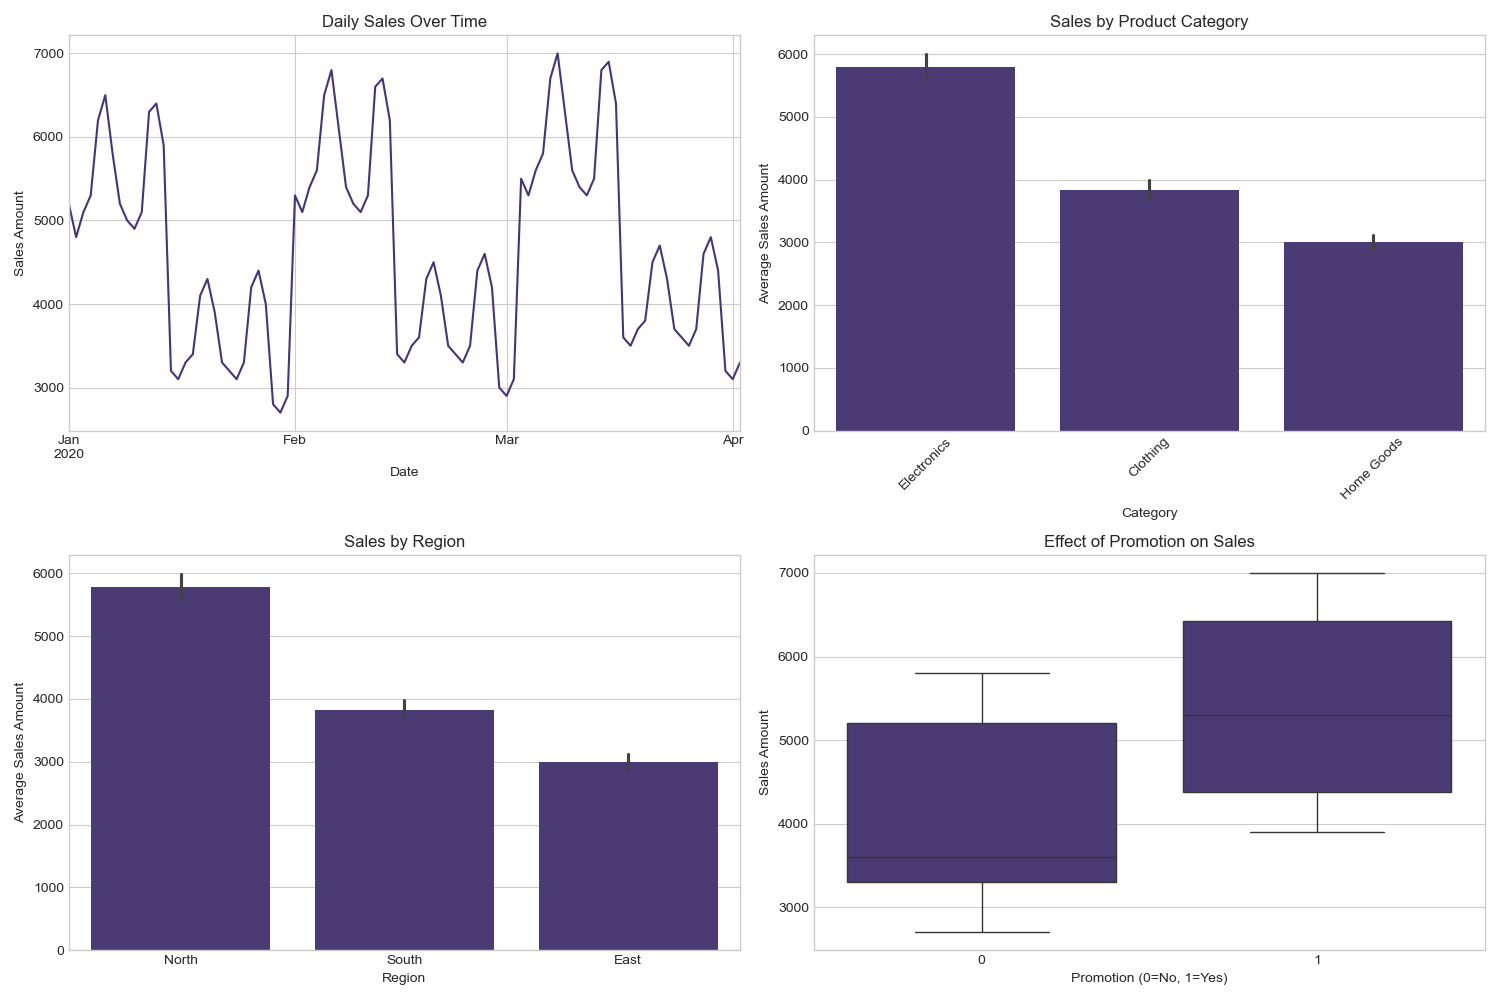 Daily Sales Over Time
Sales Amount
7000
6000
5000
4000
3000
Jan
2020
Feb
Mar
Apr
Date
Sales by Product Category
Average Sales Amount
6000
5000
4000
3000
2000
1000
0
Electronics
Clothing
Home Goods
Category
Sales by Region
Average Sales Amount
6000
5000
4000
3000
2000
1000
0
North
South
East
Region
Effect of Promotion on Sales
Sales Amount
7000
6000
5000
4000
3000
0
1
Promotion (0=No, 1=Yes)